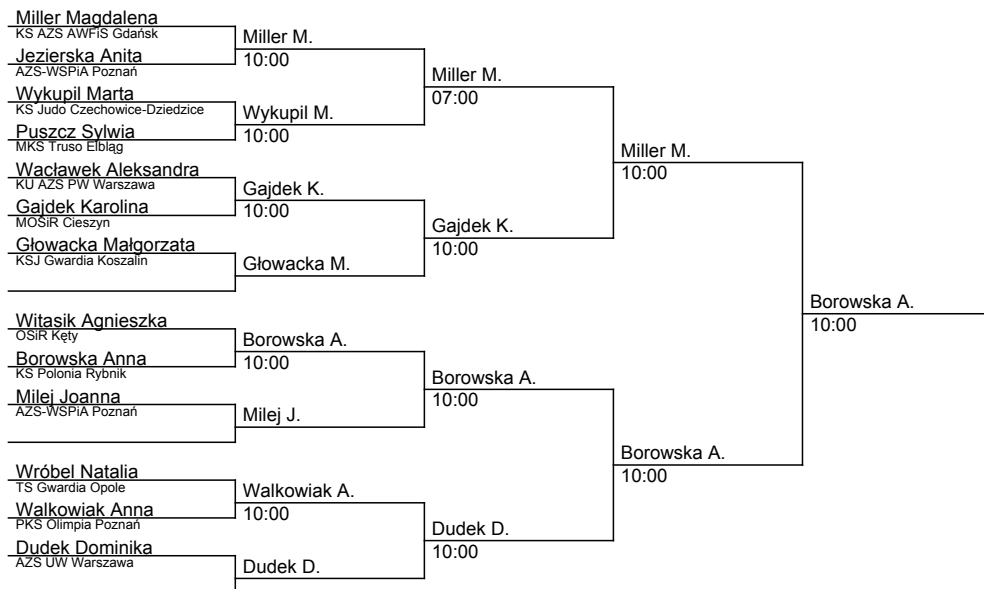 Miller Magdalena
KS AZS AWFiS Gdańsk
Jezierska Anita
AZS-WSPiA Poznań
Wykupil Marta
KS Judo Czechowice-Dziedzice
Puszcz Sylwia
MKS Truso Elbląg
Wacławek Aleksandra
KU AZS PW Warszawa
Gajdek Karolina
MOSiR Cieszyn
Głowacka Małgorzata
KSJ Gwardia Koszalin
Witasik Agnieszka
OSiR Kęty
Borowska Anna
KS Polonia Rybnik
Milej Joanna
AZS-WSPiA Poznań
Wróbel Natalia
TS Gwardia Opole
Walkowiak Anna
PKS Olimpia Poznań
Dudek Dominika
AZS UW Warszawa
Miller M.
10:00
Wykupil M.
10:00
Gajdek K.
10:00
Głowacka M.
Borowska A.
10:00
Milej J.
Walkowiak A.
10:00
Dudek D.
Miller M.
07:00
Gajdek K.
10:00
Borowska A.
10:00
Dudek D.
10:00
Miller M.
10:00
Borowska A.
10:00
Borowska A.
10:00